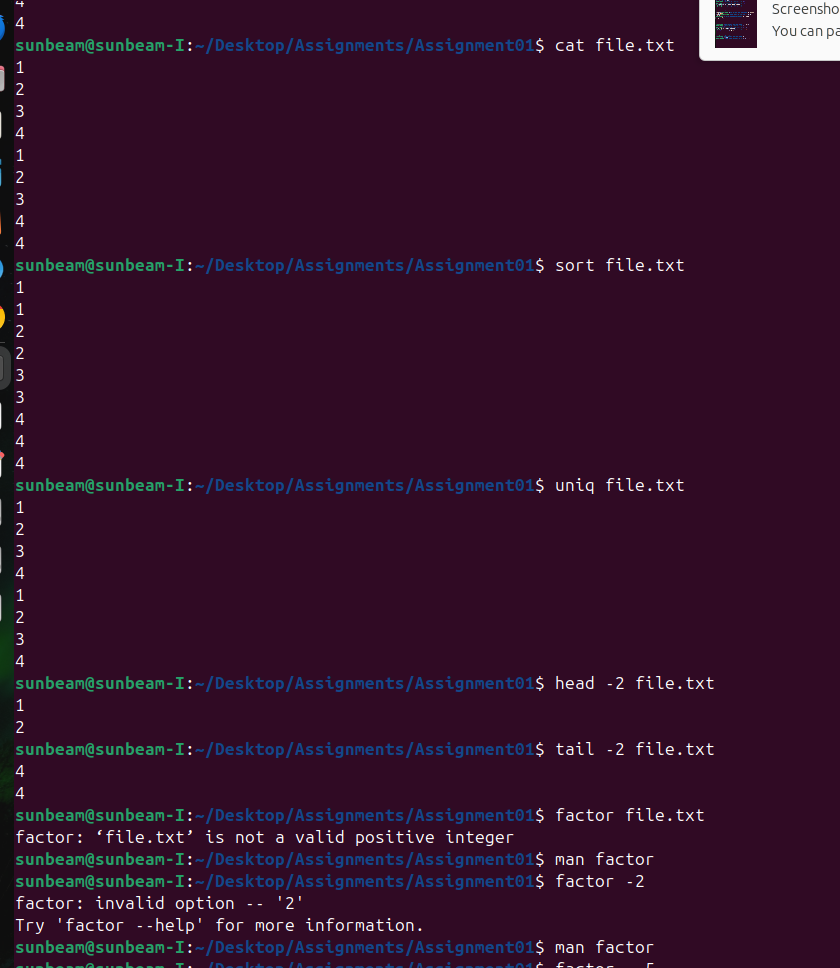 4
4
Screensho
You can pa
sunbeam@sunbeam-I:~/Desktop/Assignments/Assignment01$ cat file.txt
1
2
3
4
1
2
3
4
4
sunbeam@sunbeam-I:~/Desktop/Assignments/Assignment01$ sort file.txt
1
1
2
2
3
3
4
4
4
sunbeam@sunbeam-I:~/Desktop/Assignments/Assignment01$ uniq file.txt
1
2
3
4
1
2
3
4
sunbeam@sunbeam-I:~/Desktop/Assignments/Assignment01$ head -2 file.txt
1
2
sunbeam@sunbeam-I:~/Desktop/Assignments/Assignment01$ tail -2 file.txt
4
4
sunbeam@sunbeam-I:~/Desktop/Assignments/Assignment01$ factor file.txt
factor: ‘file.txt’ is not a valid positive integer
sunbeam@sunbeam-I:~/Desktop/Assignments/Assignment01$ man factor
sunbeam@sunbeam-I:~/Desktop/Assignments/Assignment01$ factor -2
factor: invalid option -- '2'
Try 'factor --help' for more information.
sunbeam@sunbeam-I:~/Desktop/Assignments/Assignment01$ man factor